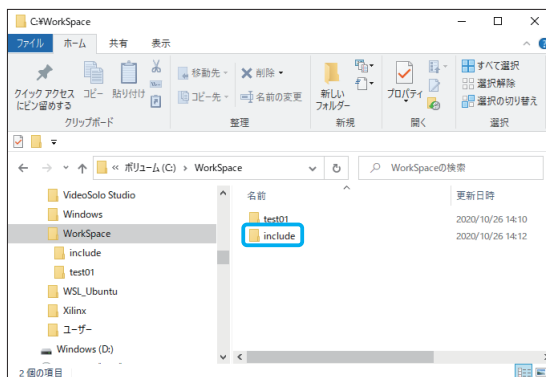 C:¥WorkSpace
ファイル ホーム 共有 表示
クイック アクセス
にピン留めする
コピー 貼り付け
クリップボード
移動先 削除
コピー先 名前の変更
整理
新しい
フォルダー
新規
プロパティ
開く
すべて選択
選択解除
選択の切り替え
選択
« ボリューム (C:) › WorkSpace
WorkSpaceの検索
VideoSolo Studio
Windows
WorkSpace
include
test01
WSL_Ubuntu
Xilinx
ユーザー
Windows (D:)
名前 更新日時
test01 2020/10/26 14:10
include 2020/10/26 14:12
2 個の項目